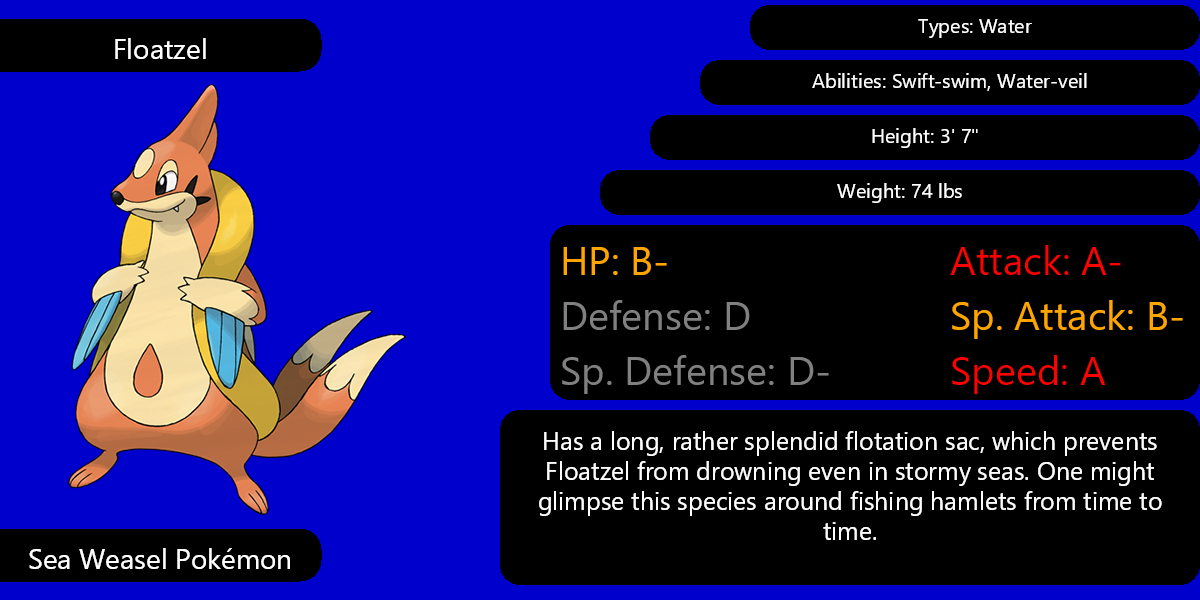 Floatzel
Types: Water
Abilities: Swift-swim, Water-veil
Height: 3' 7"
Weight: 74 lbs
HP: B-
Attack: A-
Defense: D
Sp. Attack: B-
Sp. Defense: D-
Speed: A
Has a long, rather splendid flotation sac, which prevents
Floatzel from drowning even in stormy seas. One might
glimpse this species around fishing hamlets from time to
time.
Sea Weasel Pokémon